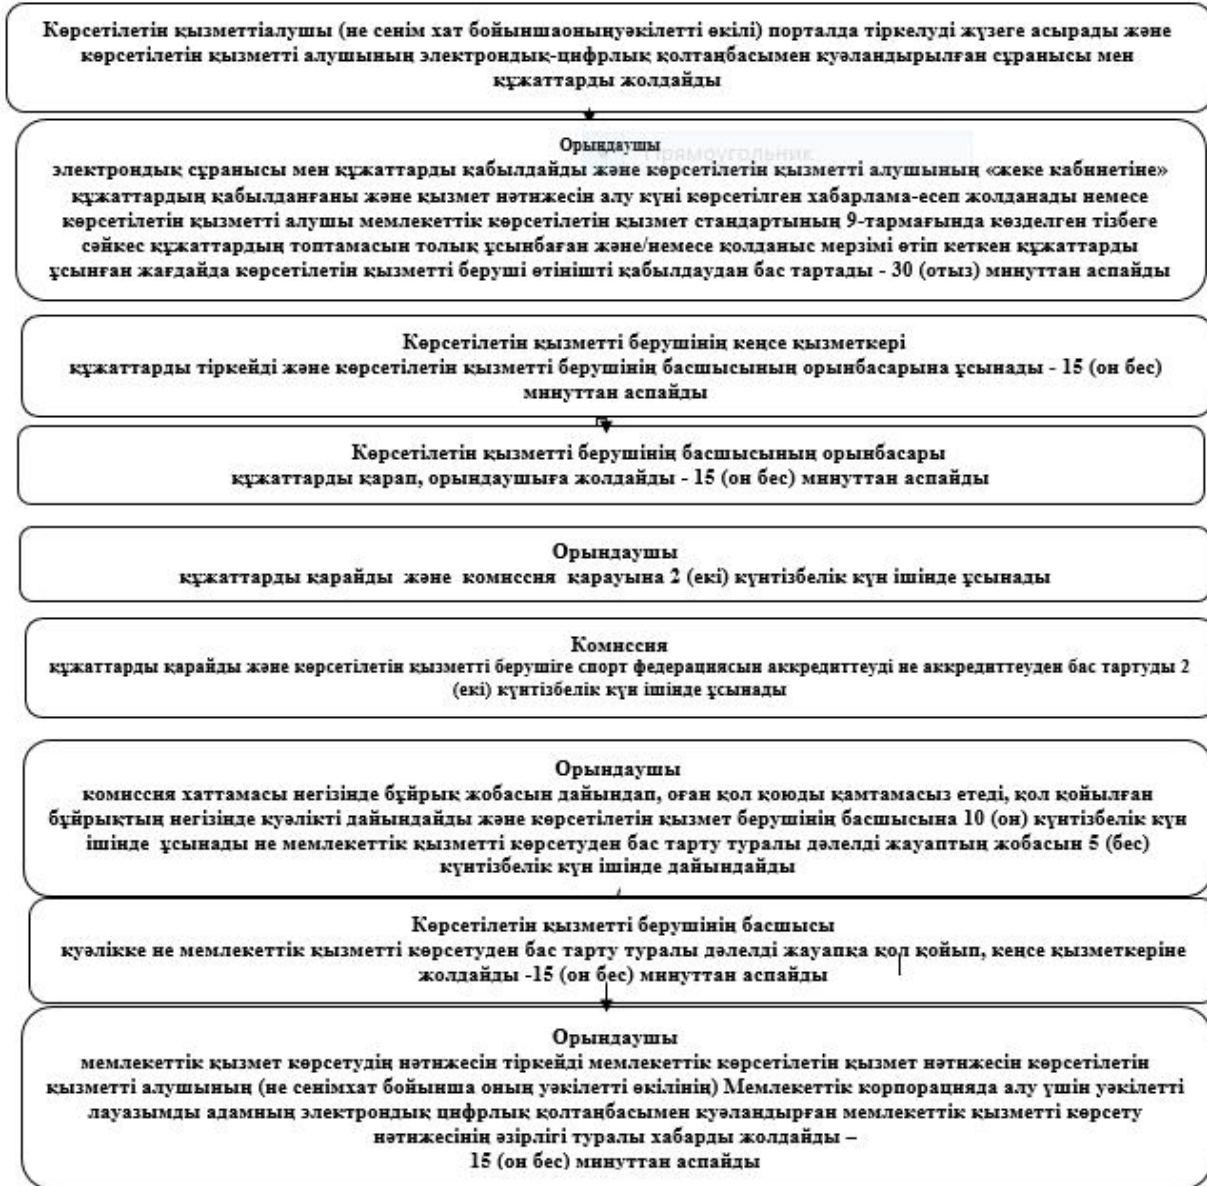 Көрсетілетін қызметтіалушы (не сенім хат бойыншаоныңуәкілетті өкілі) порталда тіркелуді жүзеге асырады және
көрсетілетін қызметті алушының электрондық-цифрлық қолтаңбасымен куәландырылған сұранысы мен
құжаттарды жолдайды
Орындаушы
Прямоугольник
электрондық сұранысы мен құжаттарды қабылдайды және көрсетілетін қызметті алушының «жеке кабинетіне»
құжаттардың қабылданғаны және қызмет нәтижесін алу күні көрсетілген хабарлама-есеп жолданады немесе
көрсетілетін қызметті алушы мемлекеттік көрсетілетін қызмет стандартының 9-тармағында көзделген тізбеге
сәйкес құжаттардың топтамасын толық ұсынбаған және/немесе қолданыс мерзімі өтіп кеткен құжаттарды
ұсынған жағдайда көрсетілетін қызметті беруші өтінішті қабылдаудан бас тартады - 30 (отыз) минуттан аспайды
Көрсетілетін қызметті берушінің кеңсе қызметкері
құжаттарды тіркейді және көрсетілетін қызметті берушінің басшысының орынбасарына ұсынады - 15 (он бес)
минуттан аспайды
Көрсетілетін қызметті берушінің басшысының орынбасары
құжаттарды қарап, орындаушыға жолдайды - 15 (он бес) минуттан аспайды
Орындаушы
құжаттарды қарайды және комиссия қарауына 2 (екі) күнтізбелік күн ішінде ұсынады
Комиссия
құжаттарды қарайды және көрсетілетін қызметті берушіге спорт федерациясын аккредиттеуді не аккредиттеуден бас тартуды 2
(екі) күнтізбелік күн ішінде ұсынады
Орындаушы
комиссия хаттамасы негізінде бұйрық жобасын дайындап, оған қол қоюды қамтамасыз етеді, қол қойылған
бұйрықтың негізінде куәлікті дайындайды және көрсетілетін қызмет берушінің басшысына 10 (он) күнтізбелік күн
ішінде ұсынады не мемлекеттік қызметті көрсетуден бас тарту туралы дәлелді жауаптың жобасын 5 (бес)
күнтізбелік күн ішінде дайындайды
Көрсетілетін қызметті берушінің басшысы
куәлікке не мемлекеттік қызметті көрсетуден бас тарту туралы дәлелді жауапқа қол қойып, кеңсе қызметкеріне
жолдайды -15 (он бес) минуттан аспайды
Орындаушы
мемлекеттік қызмет көрсетудің нәтижесін тіркейді мемлекеттік көрсетілетін қызмет нәтижесін көрсетілетін
қызметті алушының (не сенімхат бойынша оның уәкілетті өкілінің) Мемлекеттік корпорацияда алу үшін уәкілетті
лауазымды адамның электрондық цифрлық қолтаңбасымен куәландырған мемлекеттік қызметті көрсету
нәтижесінің әзірлігі туралы хабарды жолдайды –
15 (он бес) минуттан аспайды